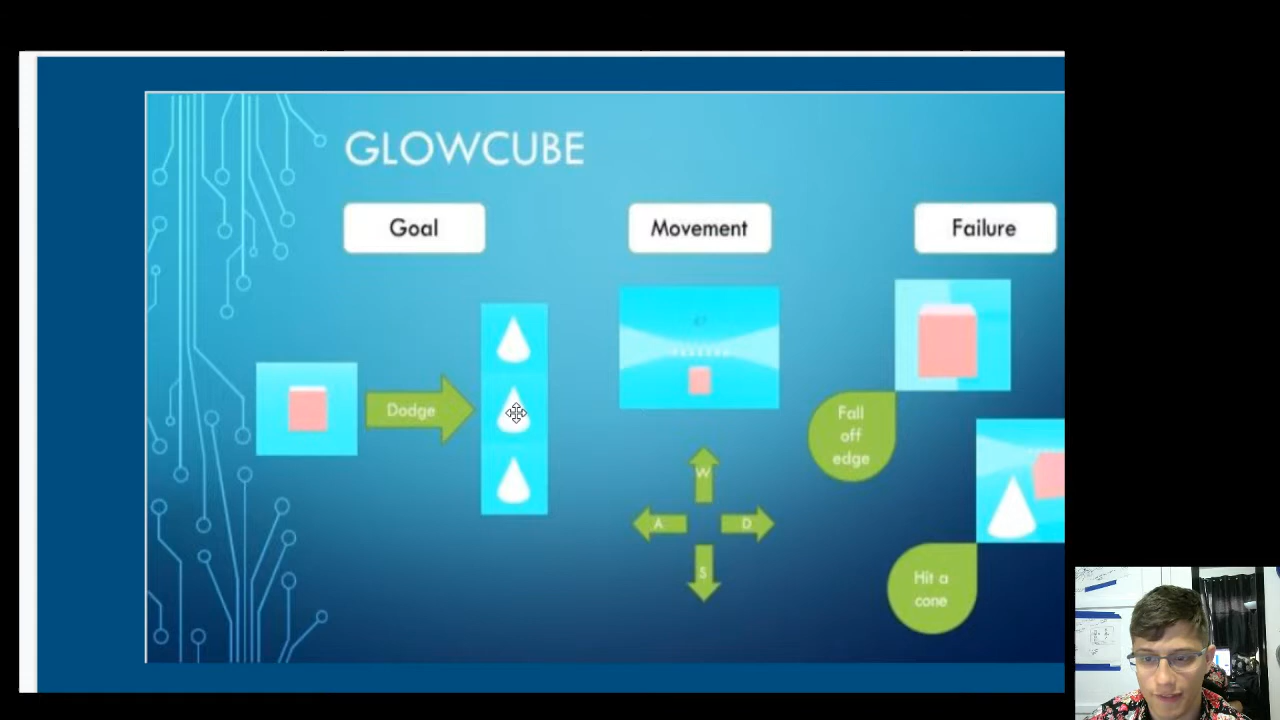 GLOWCUBE
Goal
Movement
Failure
Dodge
Fall
off
edge
W
A
D
S
Hit a
cone